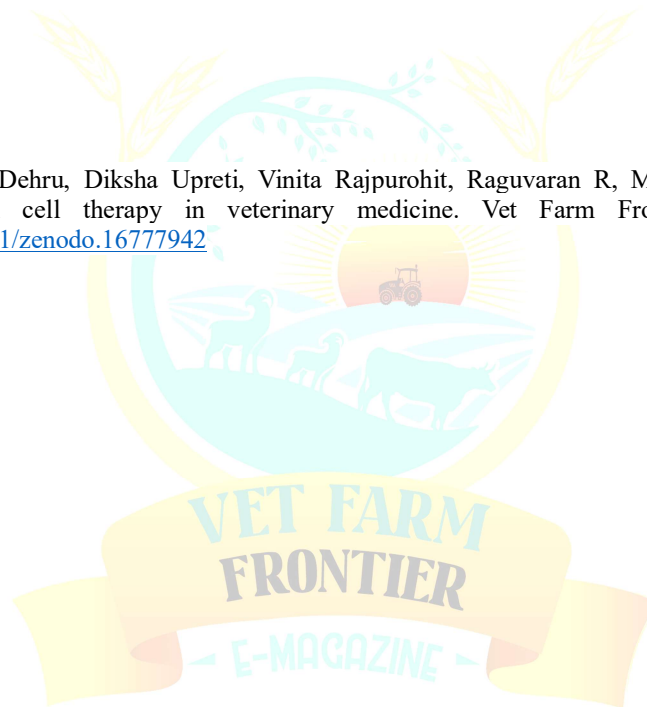 Dehru, Diksha Upreti, Vinita Rajpurohit, Raguvaran R, M
cell therapy in veterinary medicine. Vet Farm Fro
1/zenodo.16777942
VET FARM
FRONTIER
E-MAGAZINE